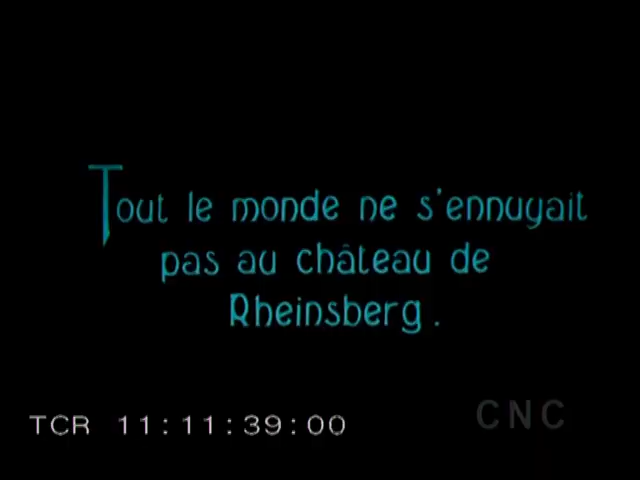 Tout le monde ne s'ennuyait
pas au château de
Rheinsberg.
TCR 11:11:39:00
CNC